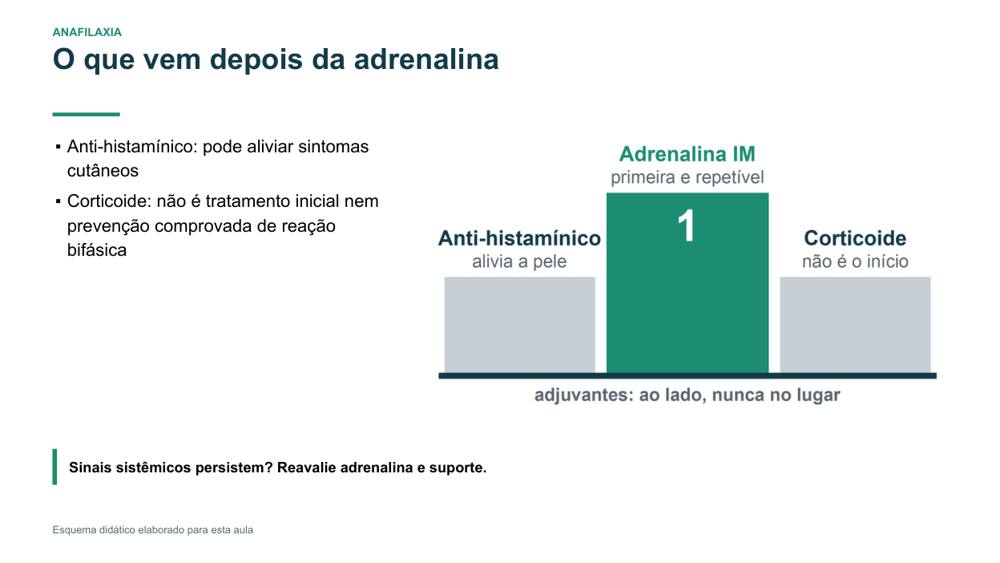 ANAFILAXIA
O que vem depois da adrenalina
▪ Anti-histamínico: pode aliviar sintomas
cutâneos
▪ Corticoide: não é tratamento inicial nem
prevenção comprovada de reação
bifásica
Adrenalina IM
primeira e repetível
1
Anti-histamínico
alivia a pele
Corticoide
não é o início
adjuvantes: ao lado, nunca no lugar
Sinais sistêmicos persistem? Reavalie adrenalina e suporte.
Esquema didático elaborado para esta aula